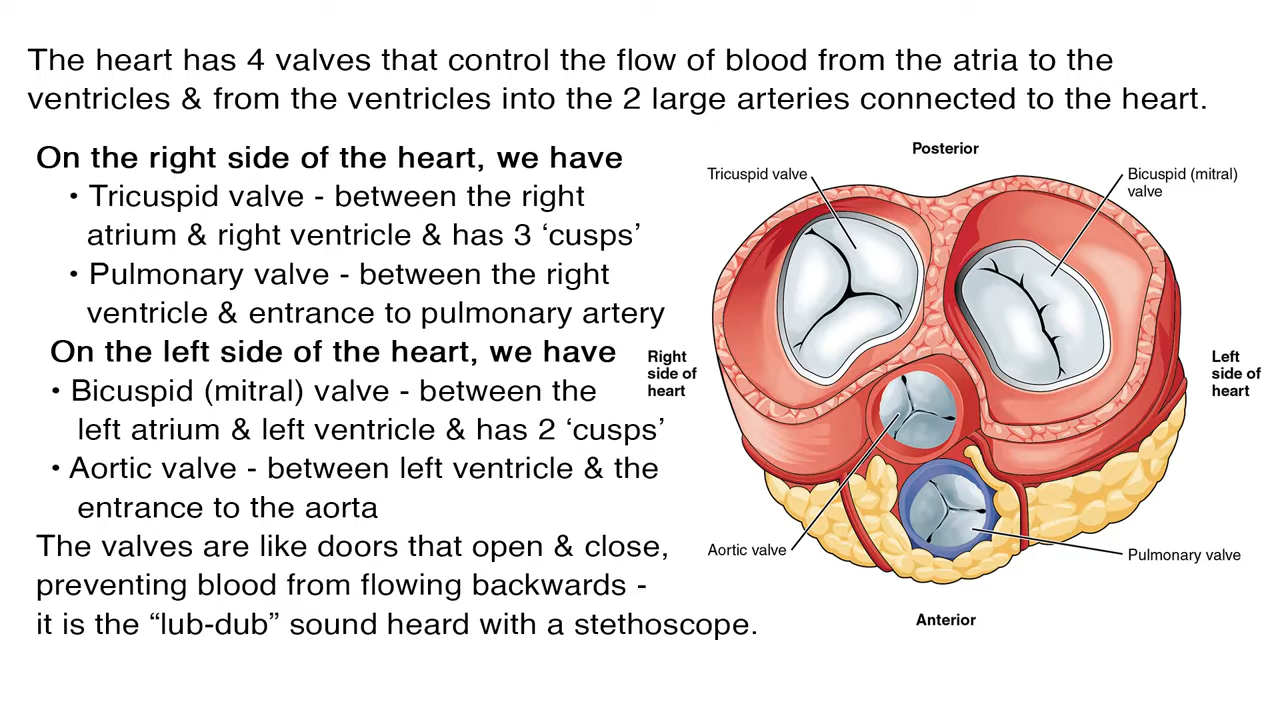 The heart has 4 valves that control the flow of blood from the atria to the
ventricles & from the ventricles into the 2 large arteries connected to the heart.
On the right side of the heart, we have
• Tricuspid valve - between the right
atrium & right ventricle & has 3 ‘cusps’
• Pulmonary valve - between the right
ventricle & entrance to pulmonary artery
On the left side of the heart, we have
• Bicuspid (mitral) valve - between the
left atrium & left ventricle & has 2 ‘cusps’
• Aortic valve - between left ventricle & the
entrance to the aorta
The valves are like doors that open & close,
preventing blood from flowing backwards -
it is the “lub-dub” sound heard with a stethoscope.
Posterior
Tricuspid valve
Bicuspid (mitral)
valve
Right
side of
heart
Left
side of
heart
Aortic valve
Pulmonary valve
Anterior